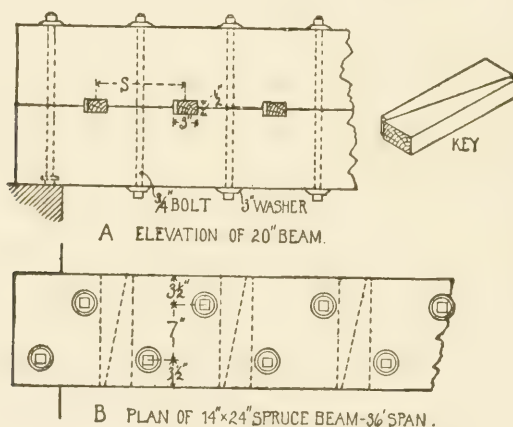 S
1/2"
3"
KEY
3/4" BOLT 3" WASHER
A ELEVATION OF 20" BEAM.
3½"
7"
3½"
B PLAN OF 14"×24" SPRUCE BEAM-36' SPAN.